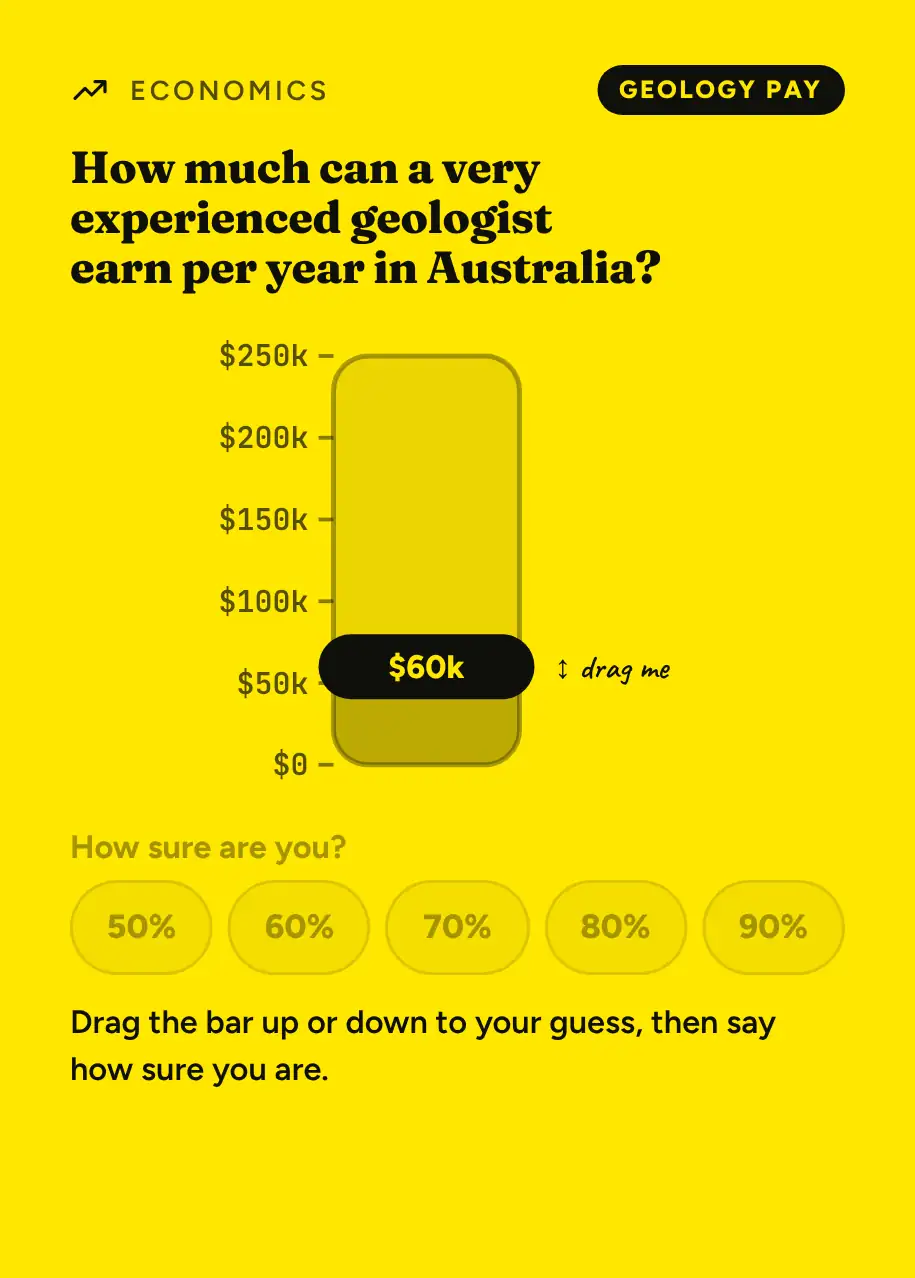 ECONOMICS
GEOLOGY PAY
How much can a very
experienced geologist
earn per year in Australia?
$250k
$200k
$150k
$100k
$60k
$50k
↕ drag me
$0
How sure are you?
50% 60% 70% 80% 90%
Drag the bar up or down to your guess, then say
how sure you are.